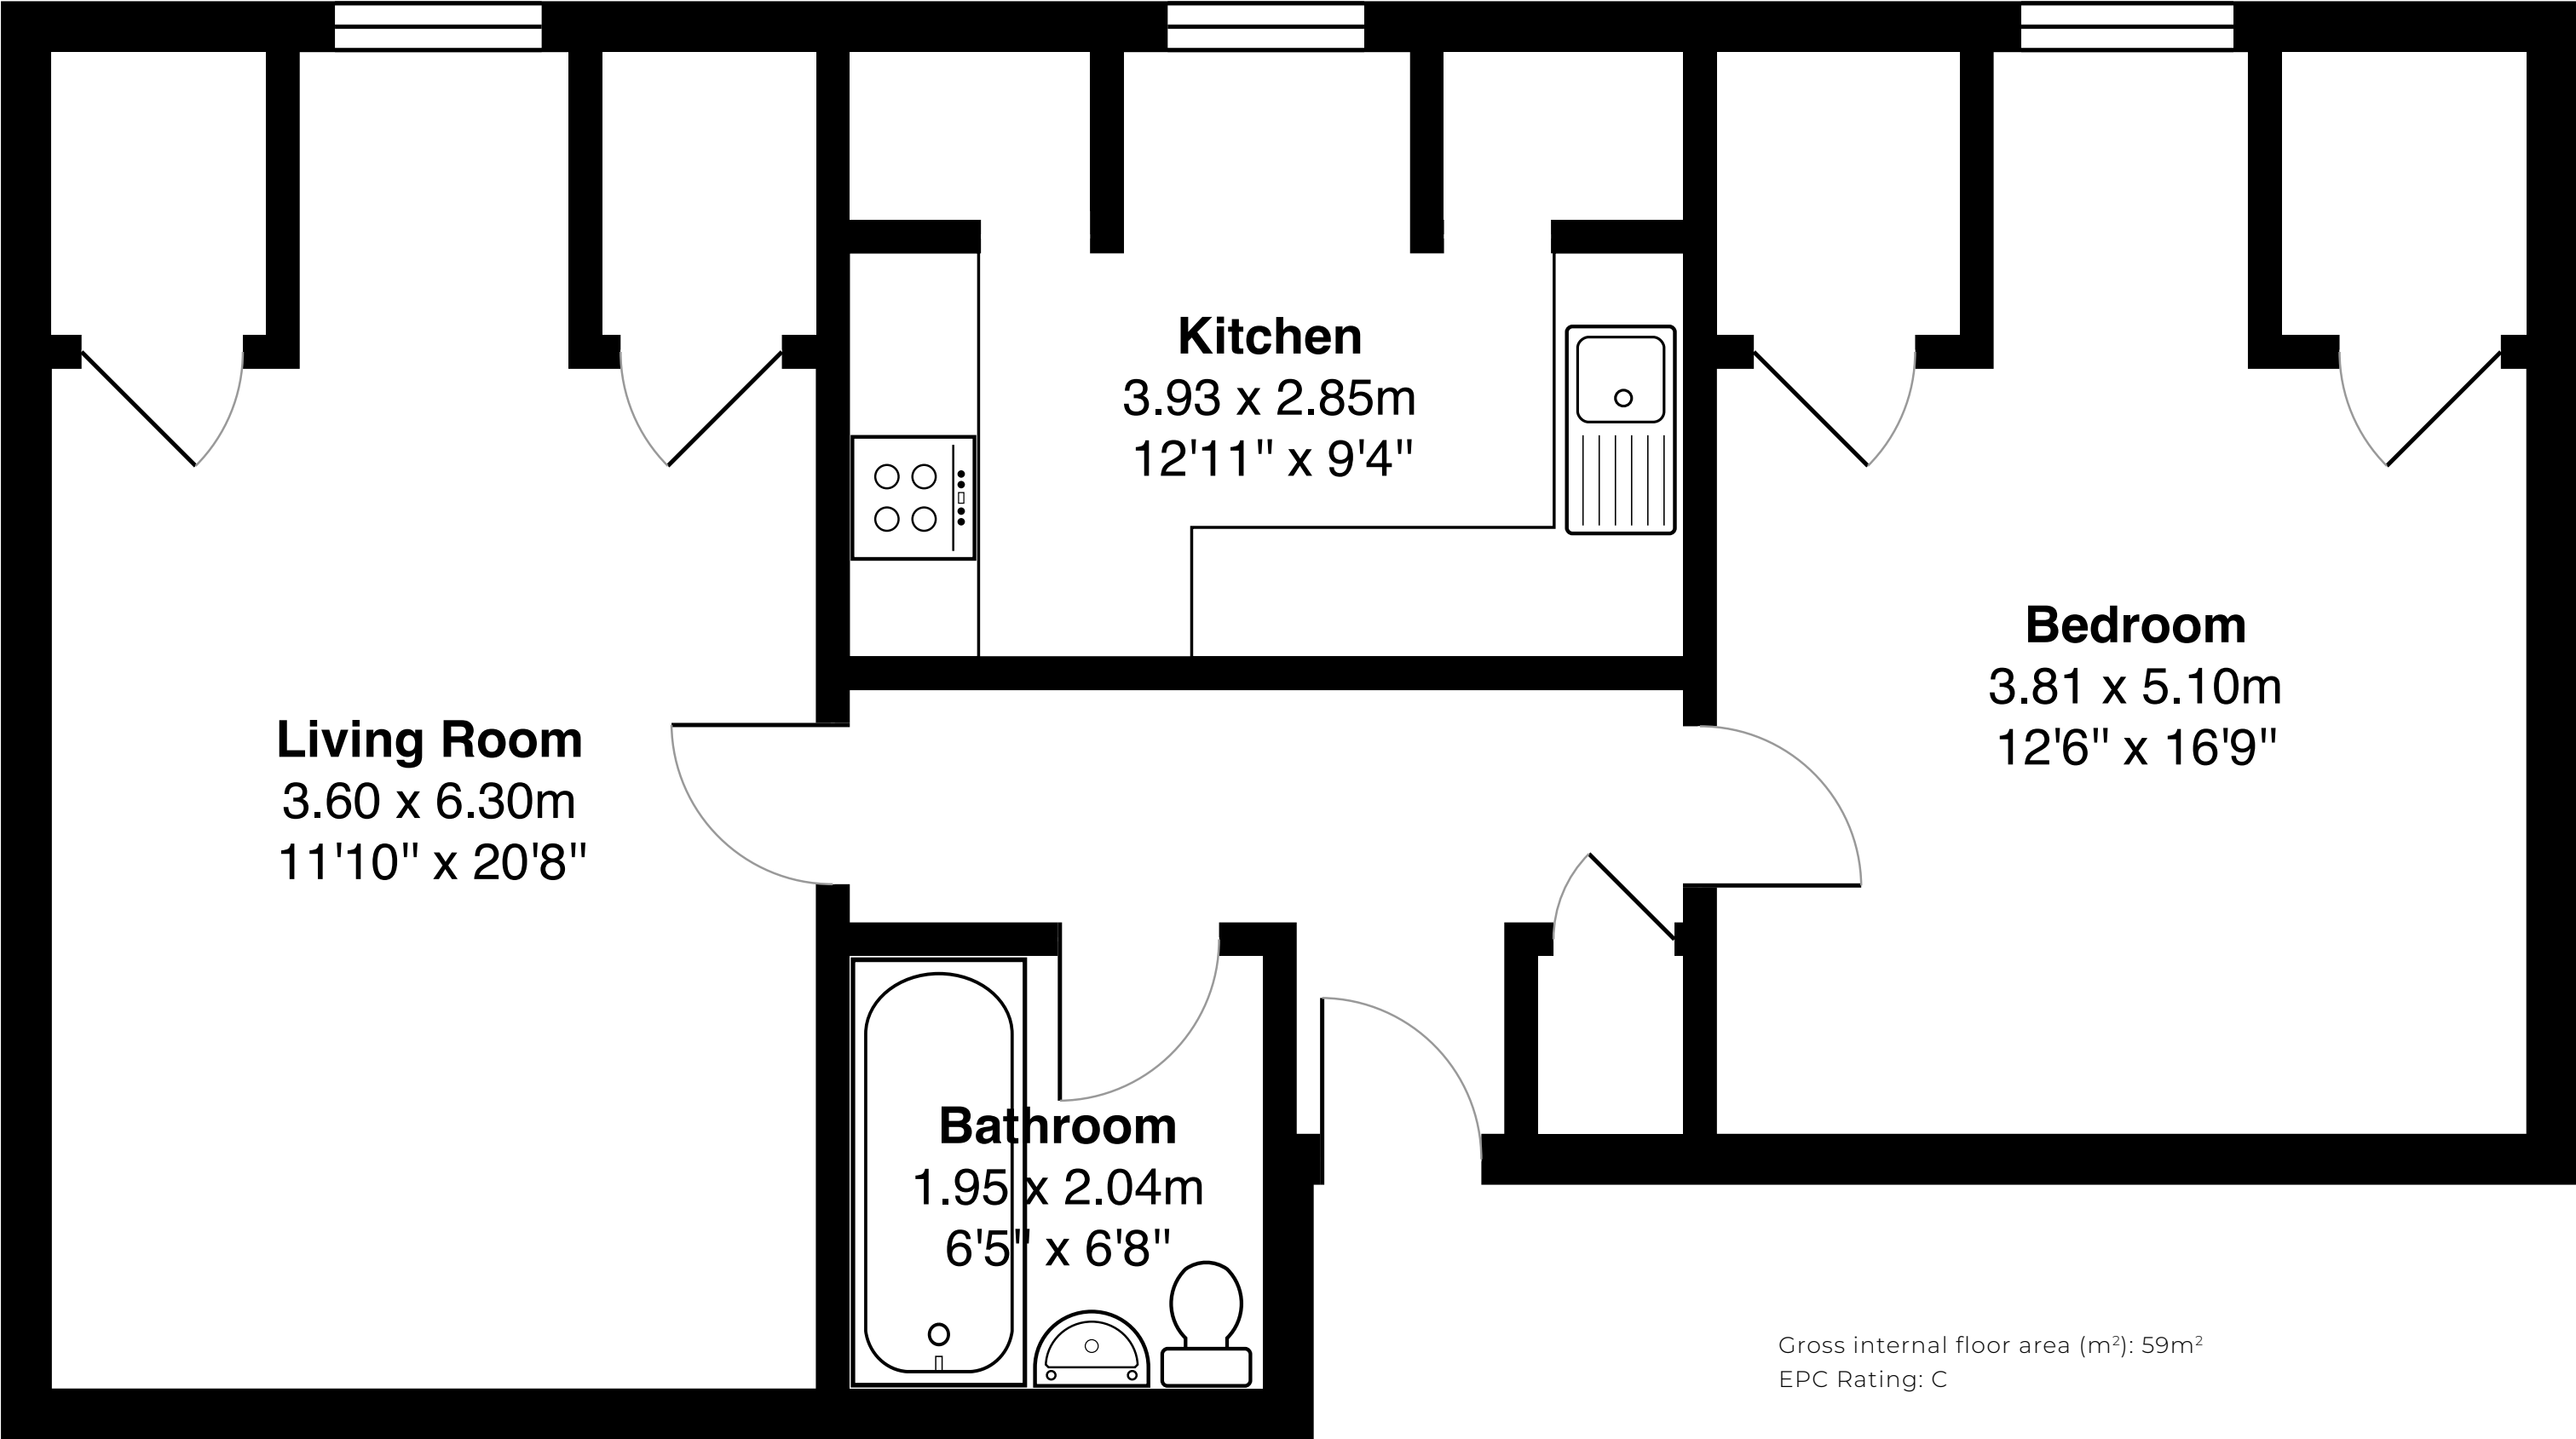 Kitchen
3.93 x 2.85m
12'11" x 9'4"
Bedroom
3.81 x 5.10m
12'6" x 16'9"
Living Room
3.60 x 6.30m
11'10" x 20'8"
Bathroom
1.95 x 2.04m
6'5" x 6'8"
Gross internal floor area (m²): 59m²
EPC Rating: C